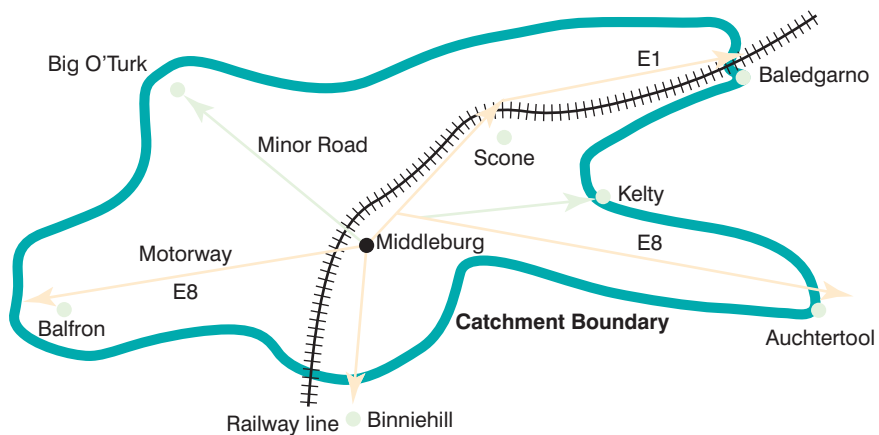 E1
Big O'Turk
Baledgarno
Minor Road
Scone
Kelty
Middleburg
Motorway
E8
E8
Balfron
Catchment Boundary
Auchtertool
Railway line
Binniehill